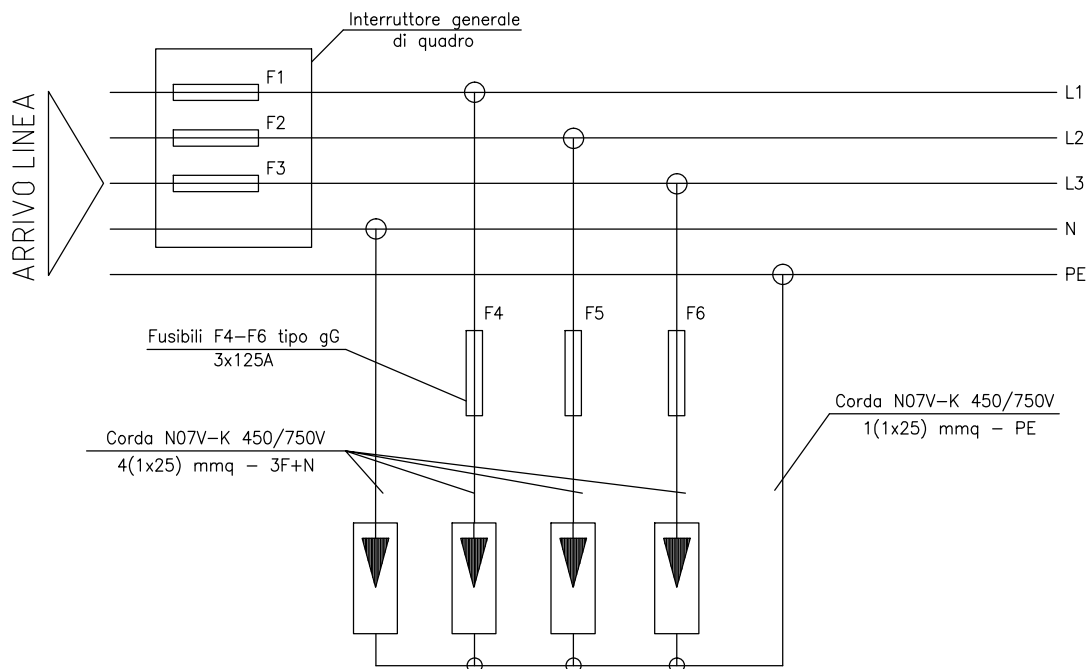 Interruttore generale
di quadro
ARRIVO LINEA
F1
L1
F2
L2
F3
L3
N
PE
F4
F5
F6
Fusibili F4-F6 tipo gG
3x125A
Corda N07V-K 450/750V
1(1x25) mmq - PE
Corda N07V-K 450/750V
4(1x25) mmq - 3F+N